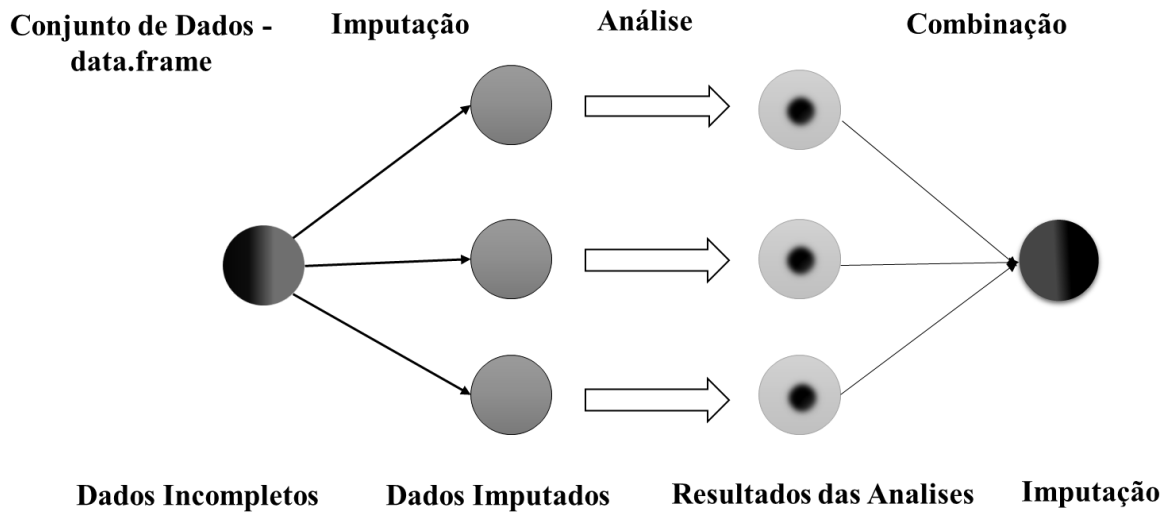 Conjunto de Dados -
data.frame
Imputação
Análise
Combinação
Dados Incompletos
Dados Imputados
Resultados das Analises
Imputação